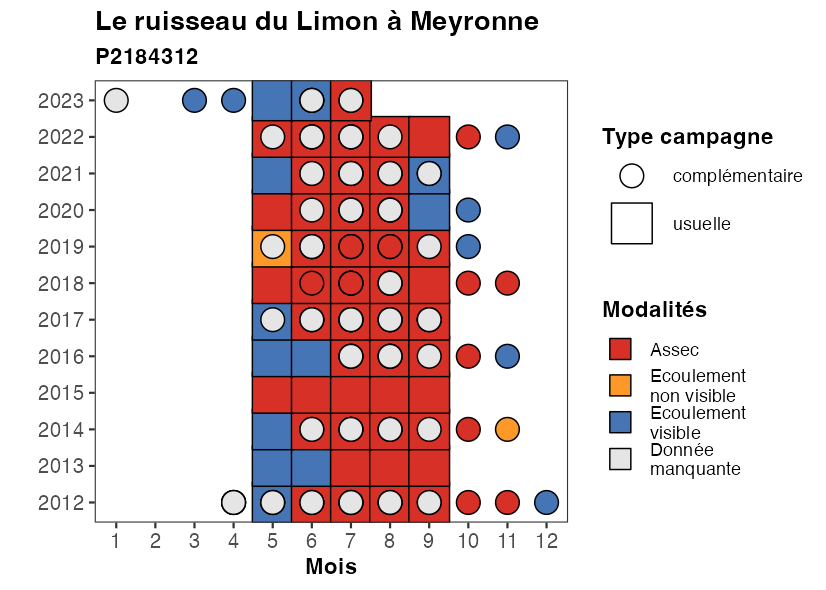 Le ruisseau du Limon à Meyronne
P2184312
2023
2022
2021
2020
2019
2018
2017
2016
2015
2014
2013
2012
1 2 3 4 5 6 7 8 9 10 11 12
Mois
Type campagne
complémentaire
usuelle
Modalités
Assec
Ecoulement
non visible
Ecoulement
visible
Donnée
manquante